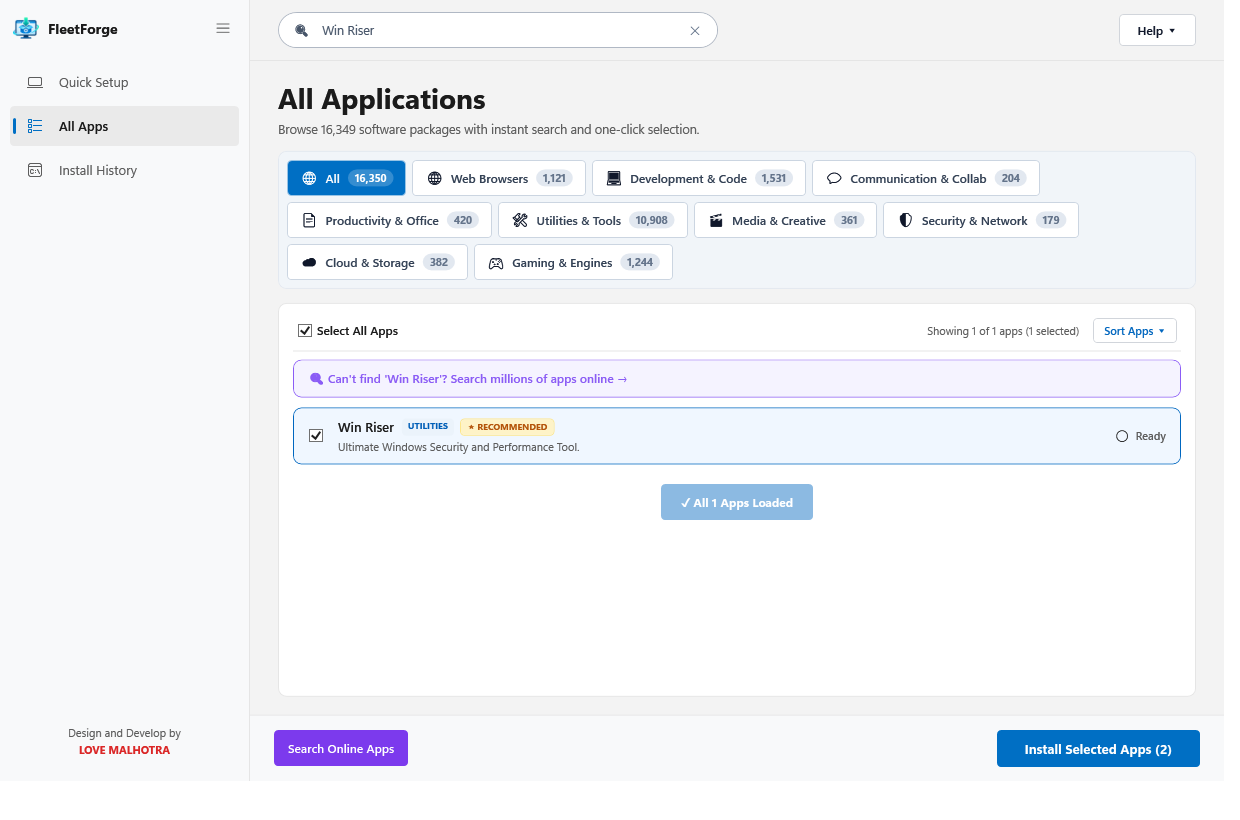 FleetForge
Win Riser
Help
Quick Setup
All Apps
Install History
All Applications
Browse 16,349 software packages with instant search and one-click selection.
All 16,350
Web Browsers 1,121
Development & Code 1,531
Communication & Collab 204
Productivity & Office 420
Utilities & Tools 10,908
Media & Creative 361
Security & Network 179
Cloud & Storage 382
Gaming & Engines 1,244
Select All Apps
Showing 1 of 1 apps (1 selected)
Sort Apps
Can't find 'Win Riser'? Search millions of apps online →
Win Riser UTILITIES ★ RECOMMENDED
Ultimate Windows Security and Performance Tool.
Ready
✓ All 1 Apps Loaded
Design and Develop by
LOVE MALHOTRA
Search Online Apps
Install Selected Apps (2)